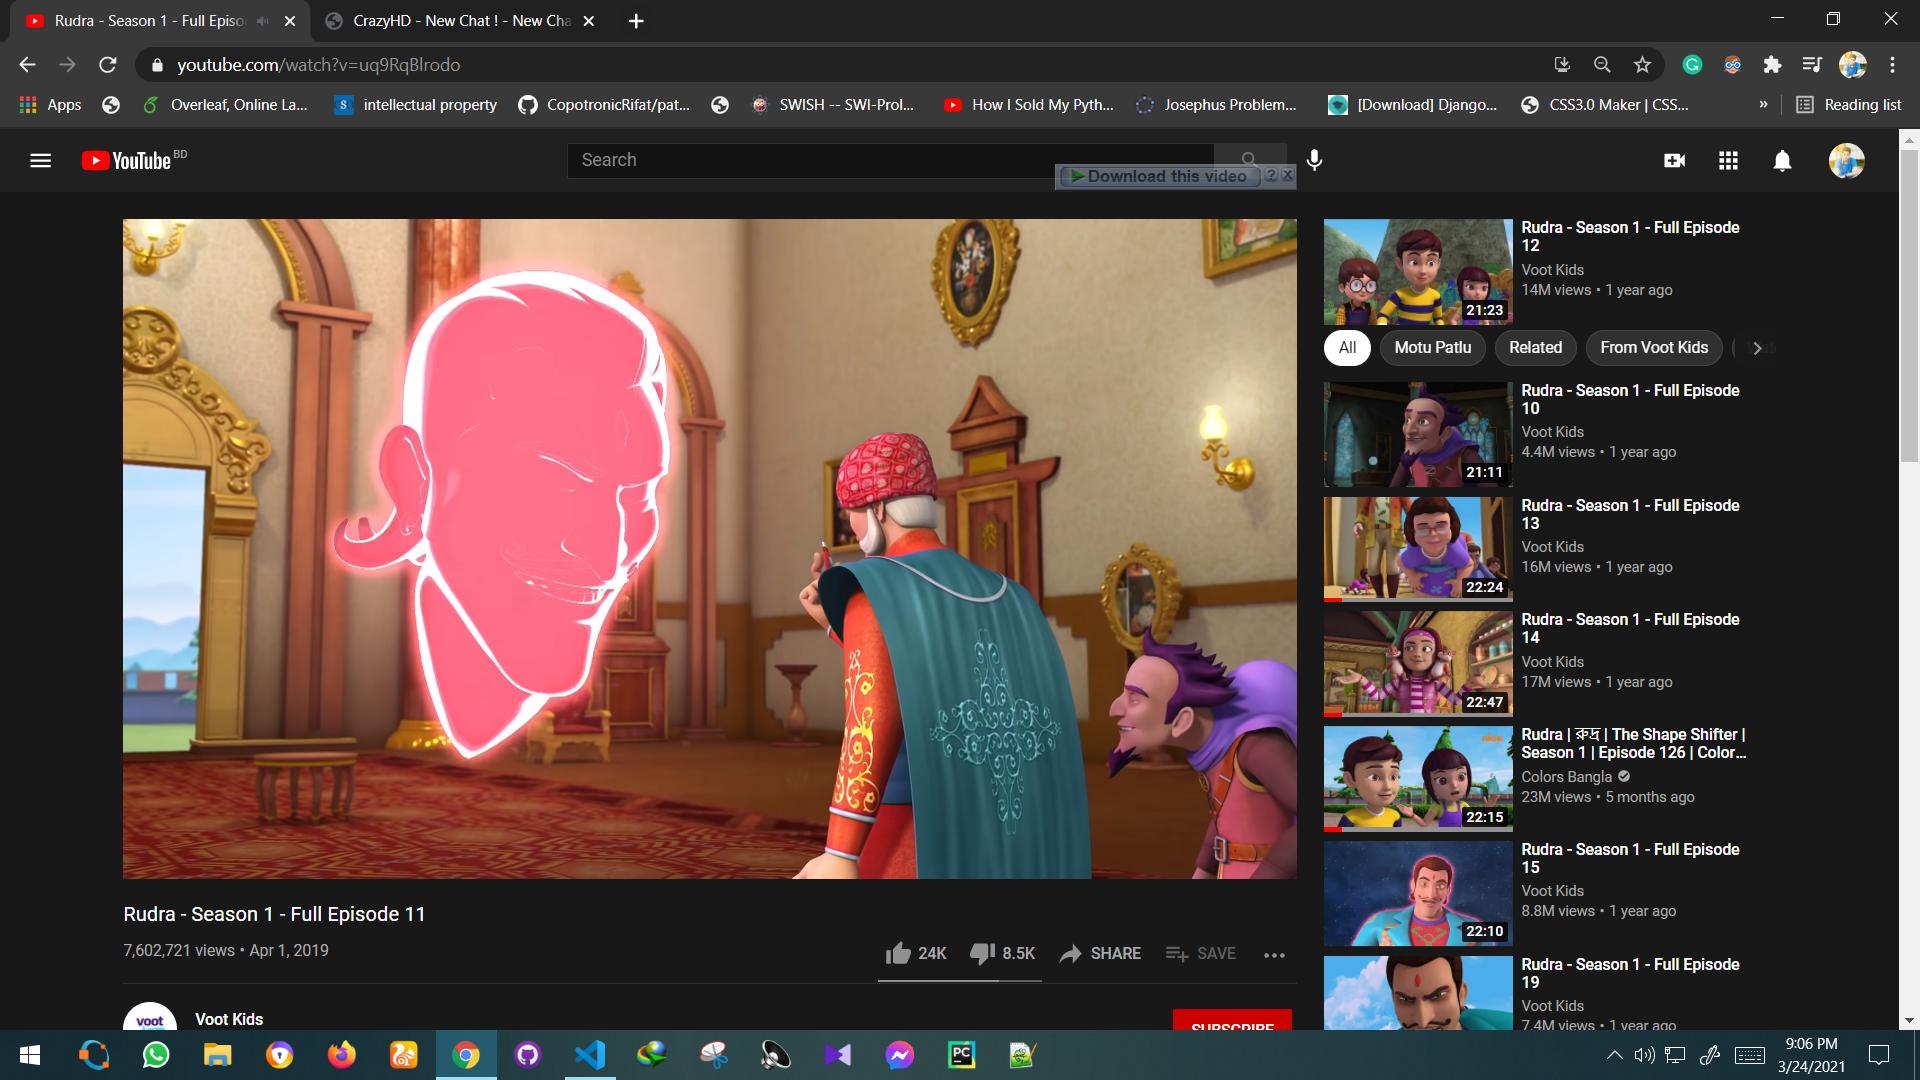 Rudra - Season 1 - Full Episo
CrazyHD - New Chat ! - New Cha
youtube.com/watch?v=uq9RqBlrodo
Apps
Overleaf, Online La...
intellectual property
CopotronicRifat/pat...
SWISH -- SWI-Prol...
How I Sold My Pyth...
Josephus Problem...
[Download] Django...
CSS3.0 Maker | CSS...
»
Reading list
YouTube BD
Search
Download this video ? X
Rudra - Season 1 - Full Episode
12
Voot Kids
14M views • 1 year ago
21:23
All
Motu Patlu
Related
From Voot Kids
Rudra - Season 1 - Full Episode
10
Voot Kids
4.4M views • 1 year ago
21:11
Rudra - Season 1 - Full Episode
13
Voot Kids
16M views • 1 year ago
22:24
Rudra - Season 1 - Full Episode
14
Voot Kids
17M views • 1 year ago
22:47
Rudra | রুদ্র | The Shape Shifter |
Season 1 | Episode 126 | Color...
Colors Bangla
23M views • 5 months ago
22:15
Rudra - Season 1 - Full Episode
15
Voot Kids
8.8M views • 1 year ago
22:10
Rudra - Season 1 - Full Episode
19
Voot Kids
7.4M views • 1 year ago
Rudra - Season 1 - Full Episode 11
7,602,721 views • Apr 1, 2019
24K
8.5K
SHARE
SAVE
voot
Voot Kids
SUBSCRIBE
PC
9:06 PM
3/24/2021